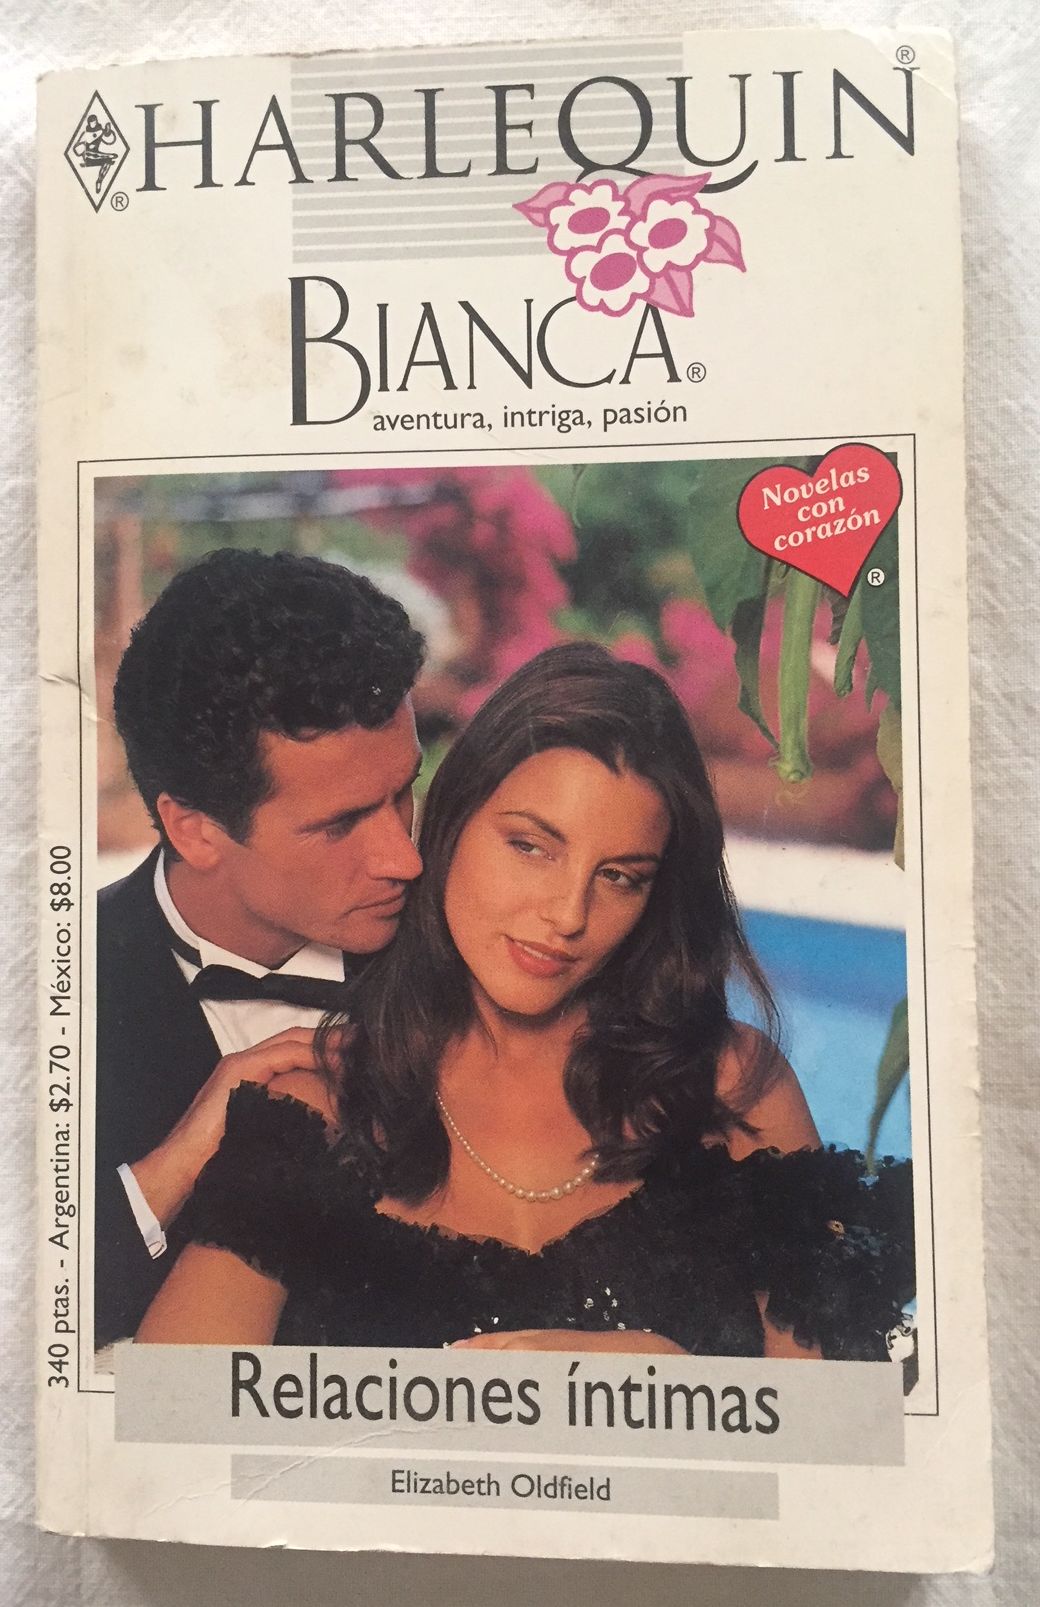 HARLEQUIN®
®
BIANCA®
aventura, intriga, pasión
Novelas
con
corazón
®
340 ptas. - Argentina: $2.70 - México: $8.00
Relaciones íntimas
Elizabeth Oldfield